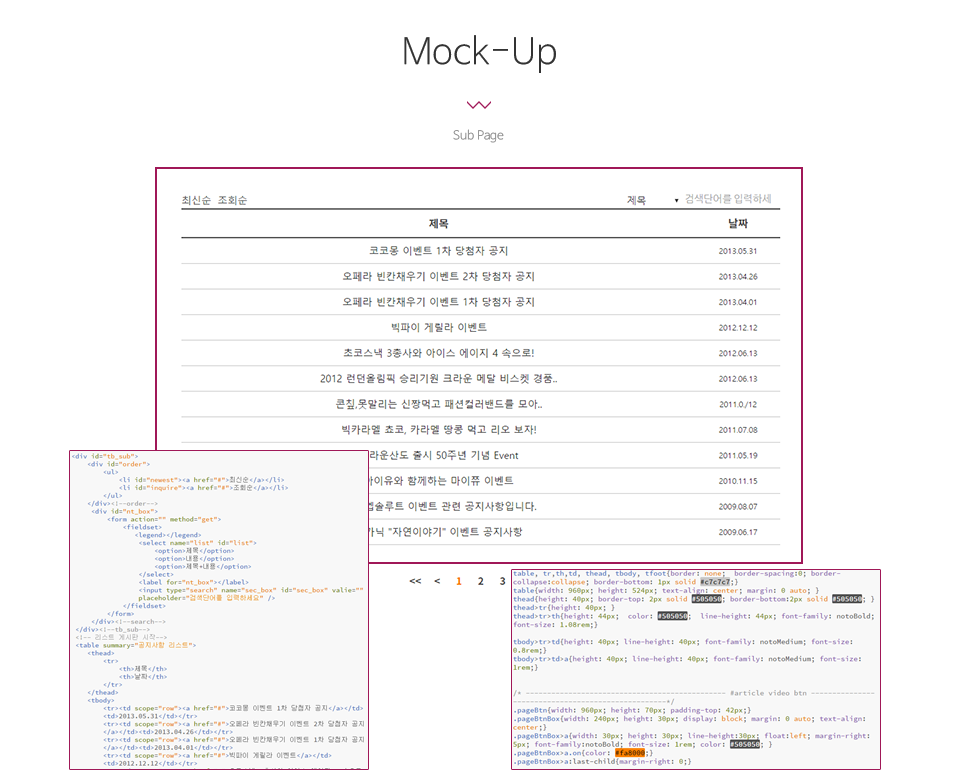 Mock-Up
Sub Page
최신순 조회순 제목 ▾ 검색단어를 입력하세
제목 날짜
코코몽 이벤트 1차 당첨자 공지 2013.05.31
오페라 빈칸채우기 이벤트 2차 당첨자 공지 2013.04.26
오페라 빈칸채우기 이벤트 1차 당첨자 공지 2013.04.01
빅파이 게릴라 이벤트 2012.12.12
초코스낵 3종사와 아이스 에이지 4 속으로! 2012.06.13
2012 런던올림픽 승리기원 크라운 메달 비스켓 경품.. 2012.06.13
콘칲,못말리는 신짱먹고 패션컬러밴드를 모아.. 2011.0./12
빅카라멜 쵸코, 카라멜 땅콩 먹고 리오 보자! 2011.07.08
라운산도 출시 50주년 기념 Event 2011.05.19
아이유와 함께하는 마이쮸 이벤트 2010.11.15
앱솔루트 이벤트 관련 공지사항입니다. 2009.08.07
가닉 "자연이야기" 이벤트 공지사항 2009.06.17
<< < 1 2 3
<div id="tb_sub">
<div id="order">
<ul>
<li id="newest"><a href="#">최신순</a></li>
<li id="inquire"><a href="#">조회순</a></li>
</ul>
</div><!--order-->
<div id="nt_box">
<form action="" method="get">
<fieldset>
<legend></legend>
<select name="list" id="list">
<option>제목</option>
<option>내용</option>
<option>제목+내용</option>
</select>
<label for="nt_box"></label>
<input type="search" name="sec_box" id="sec_box" valie=""
placeholder="검색단어를 입력하세요" />
</fieldset>
</form>
</div><!--search-->
</div><!--tb_sub-->
<!-- 리스트 게시판 시작-->
<table summary="공지사항 리스트">
<thead>
<tr>
<th>제목</th>
<th>날짜</th>
</tr>
</thead>
<tbody>
<tr><td scope="row"><a href="#">코코몽 이벤트 1차 당첨자 공지</a></td>
<td>2013.05.31</td></tr>
<tr><td scope="row"><a href="#">오페라 빈칸채우기 이벤트 2차 당첨자 공지
</a></td><td>2013.04.26</td></tr>
<tr><td scope="row"><a href="#">오페라 빈칸채우기 이벤트 1차 당첨자 공지
</a></td><td>2013.04.01</td></tr>
<tr><td scope="row"><a href="#">빅파이 게릴라 이벤트</a></td>
<td>2012.12.12</td></tr>
table, tr,th,td, thead, tbody, tfoot{border: none; border-spacing:0; border-
collapse:collapse; border-bottom: 1px solid #c7c7c7;}
table{width: 960px; height: 524px; text-align: center; margin: 0 auto; }
thead{height: 40px; border-top: 2px solid #505050; border-bottom:2px solid #505050; }
thead>tr{height: 40px; }
thead>tr>th{height: 44px; color: #505050; line-height: 44px; font-family: notoBold;
font-size: 1.08rem;}
tbody>tr>td{height: 40px; line-height: 40px; font-family: notoMedium; font-size:
0.8rem;}
tbody>tr>td>a{height: 40px; line-height: 40px; font-family: notoMedium; font-size:
1rem;}
/* ------------------------------------------------- #article video btn ----------------
-------------------------------------*/
.pageBtn{width: 960px; height: 70px; padding-top: 42px;}
.pageBtnBox{width: 240px; height: 30px; display: block; margin: 0 auto; text-align:
center;}
.pageBtnBox>a{width: 30px; height: 30px; line-height:30px; float:left; margin-right:
5px; font-family:notoBold; font-size: 1rem; color: #505050; }
.pageBtnBox>a.on{color: #fa8000;}
.pageBtnBox>a:last-child{margin-right: 0;}